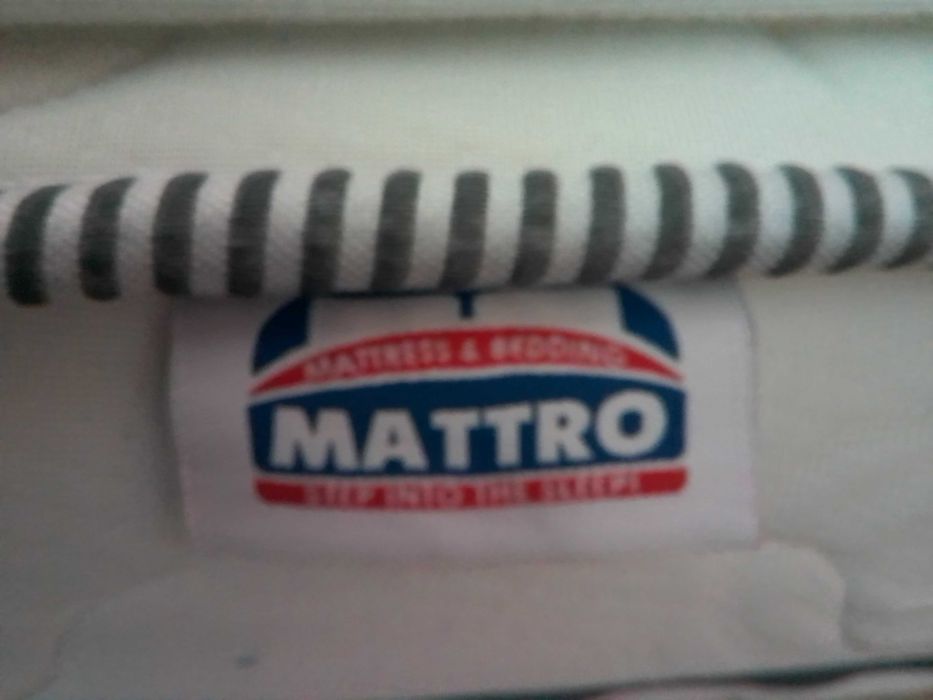 MATTRESS & BEDDING
MATTRO
STEP INTO THE SLEEP!